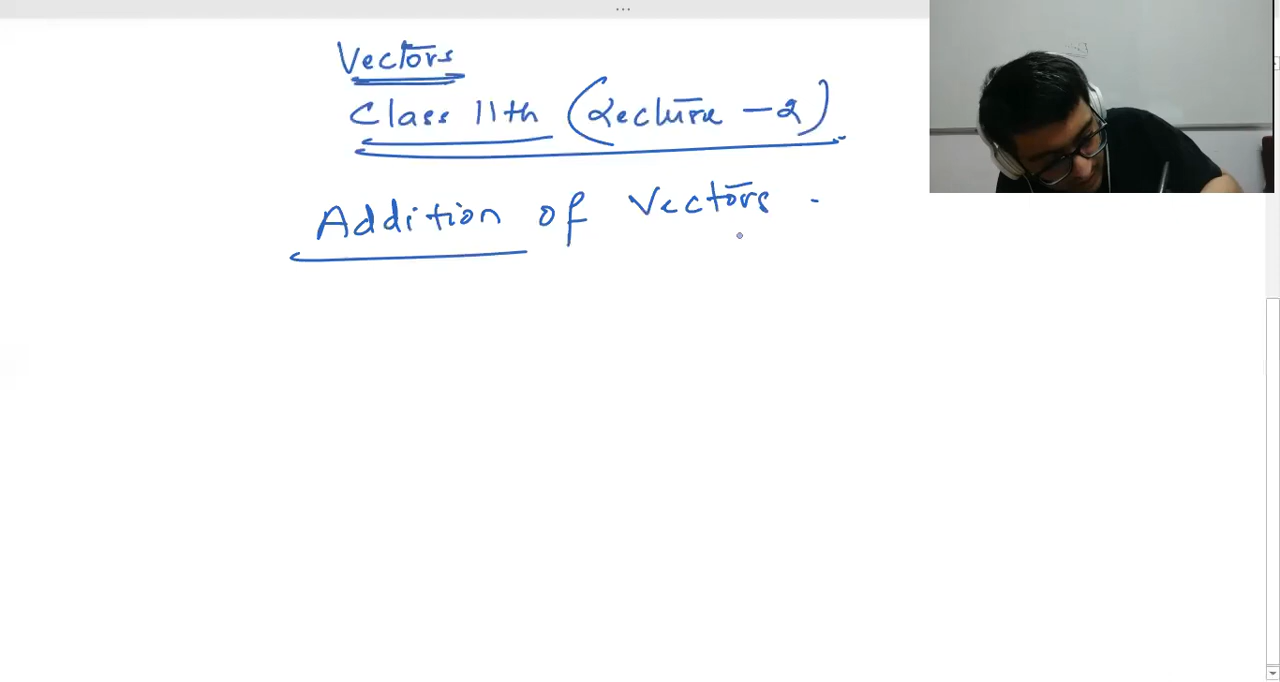 Vectors
Class 11th (Lecture - 2)
Addition of Vectors .